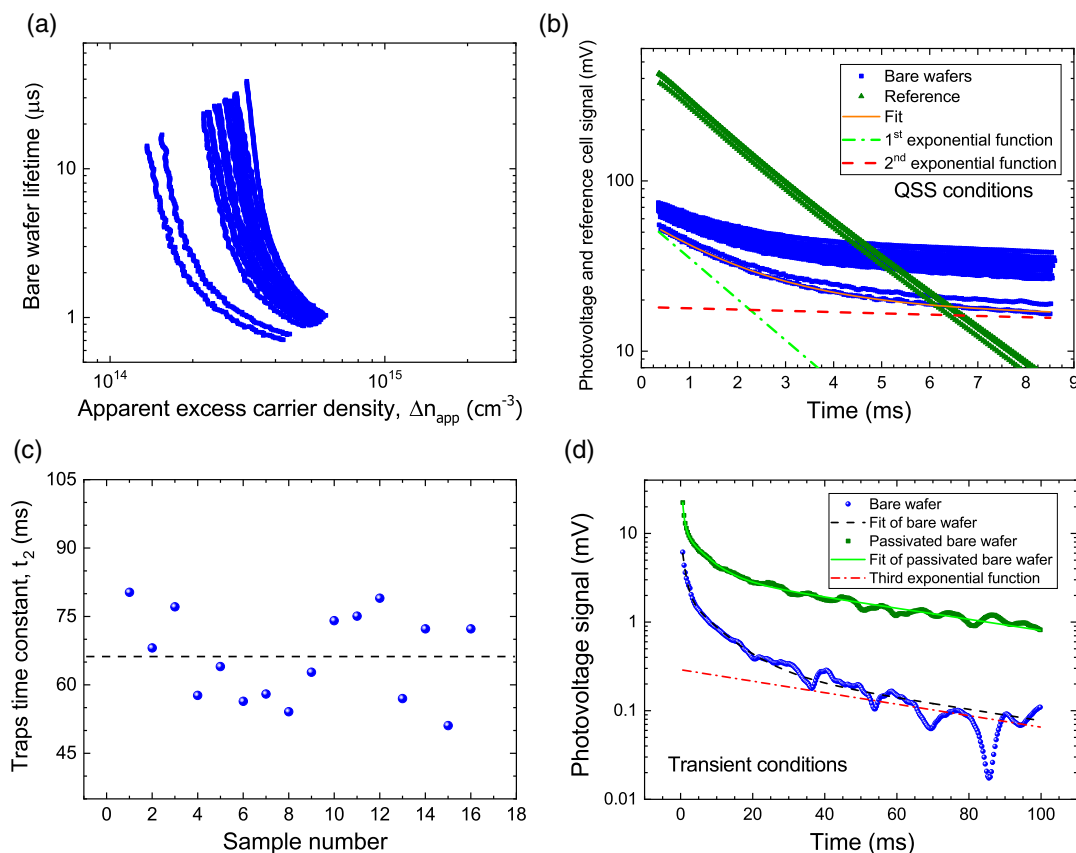 (a)
Bare wafer lifetime (μs)
10
1
10^14
10^15
Apparent excess carrier density, Δn_app (cm^-3)
(b)
Photovoltage and reference cell signal (mV)
100
10
Bare wafers
Reference
Fit
1^st exponential function
2^nd exponential function
QSS conditions
0
1
2
3
4
5
6
7
8
9
Time (ms)
(c)
Traps time constant, t_2 (ms)
105
90
75
60
45
0
2
4
6
8
10
12
14
16
18
Sample number
(d)
Photovoltage signal (mV)
10
1
0.1
0.01
Bare wafer
Fit of bare wafer
Passivated bare wafer
Fit of passivated bare wafer
Third exponential function
Transient conditions
0
20
40
60
80
100
Time (ms)